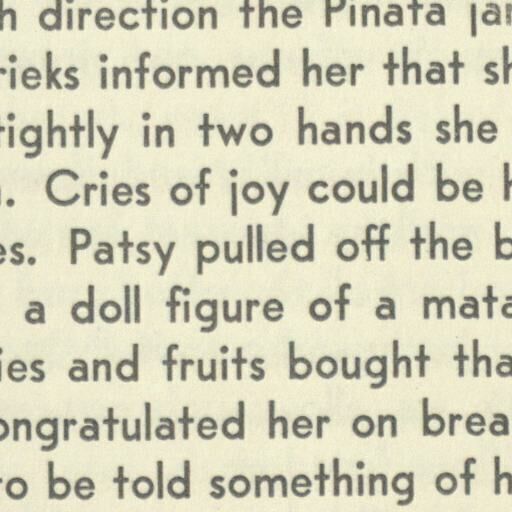 h direction the Pinata jar
rieks informed her that sh
tightly in two hands she
. Cries of joy could be h
es. Patsy pulled off the b
a doll figure of a mata
ies and fruits bought tha
ongratulated her on brea
to be told something of h